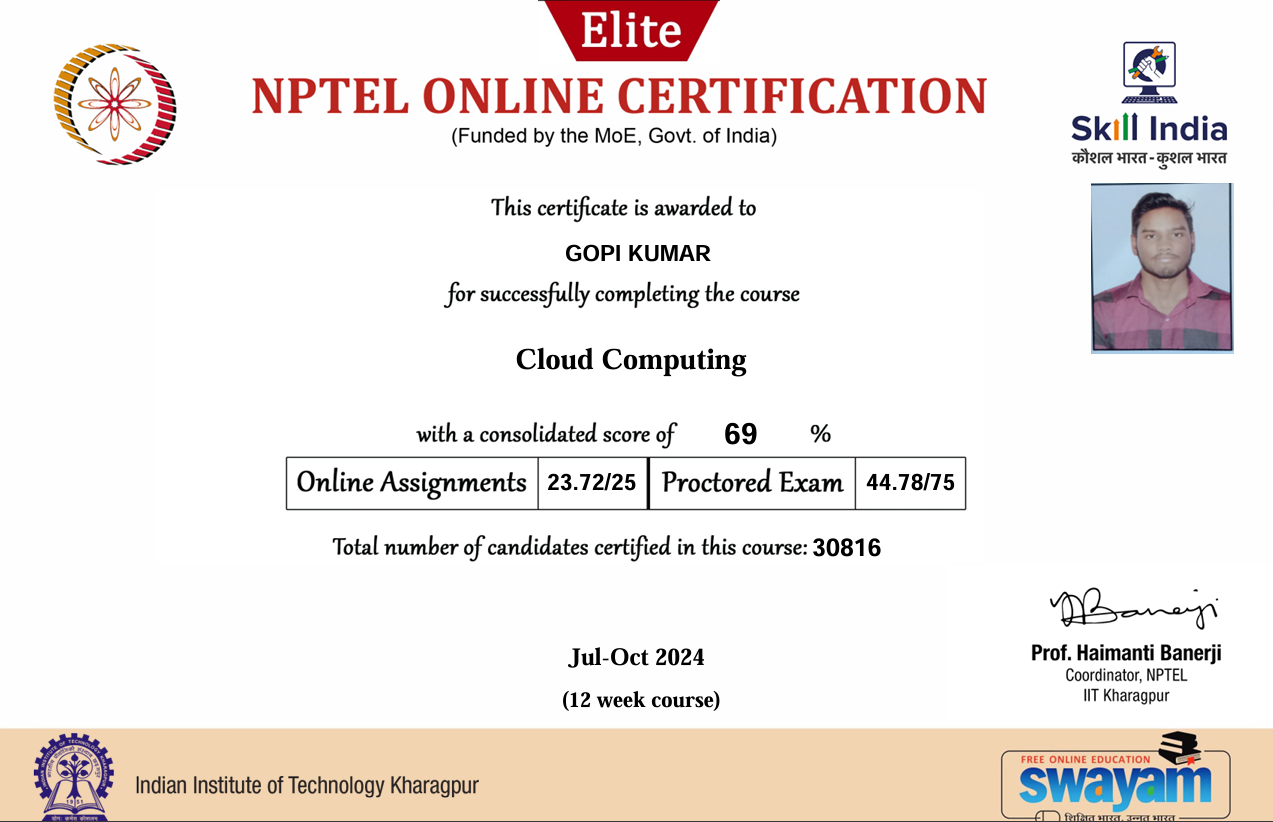 Elite
NPTEL ONLINE CERTIFICATION
(Funded by the MoE, Govt. of India)
Skill India
कौशल भारत - कुशल भारत
This certificate is awarded to
GOPI KUMAR
for successfully completing the course
Cloud Computing
with a consolidated score of 69 %
Online Assignments 23.72/25 Proctored Exam 44.78/75
Total number of candidates certified in this course: 30816
Jul-Oct 2024
(12 week course)
Prof. Haimanti Banerji
Coordinator, NPTEL
IIT Kharagpur
Indian Institute of Technology Kharagpur
1951
योगः कर्मसु कौशलम्
FREE ONLINE EDUCATION
swayam
शिक्षित भारत, उन्नत भारत